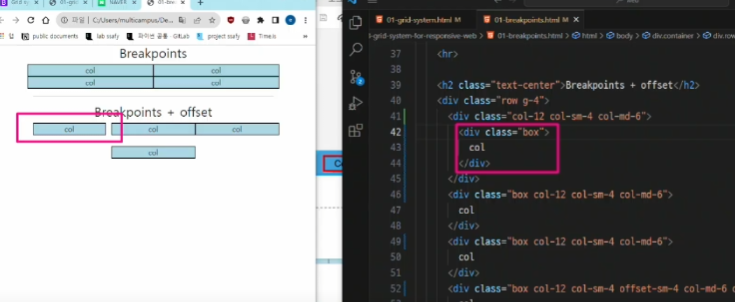 Grid sy
01-gri
NAVER
01-bre
파일
C:/Users/multicampus/De...
public documents
lab ssafy
파이썬 공통 · GitLab
project ssafy
Time.is
Breakpoints
col
col
col
col
Breakpoints + offset
col
col
col
col
01-grid-system.html M
01-breakpoints.html M
l-grid-system-for-responsive-web > 01-breakpoints.html > html > body > div.container > div.row
37 <hr>
38
39 <h2 class="text-center">Breakpoints + offset</h2>
40 <div class="row g-4">
41 <div class="col-12 col-sm-4 col-md-6">
42 <div class="box">
43 col
44 </div>
45 </div>
46 <div class="box col-12 col-sm-4 col-md-6">
47 col
48 </div>
49 <div class="box col-12 col-sm-4 col-md-6">
50 col
51 </div>
52 <div class="box col-12 col-sm-4 offset-sm-4 col-md-6 o